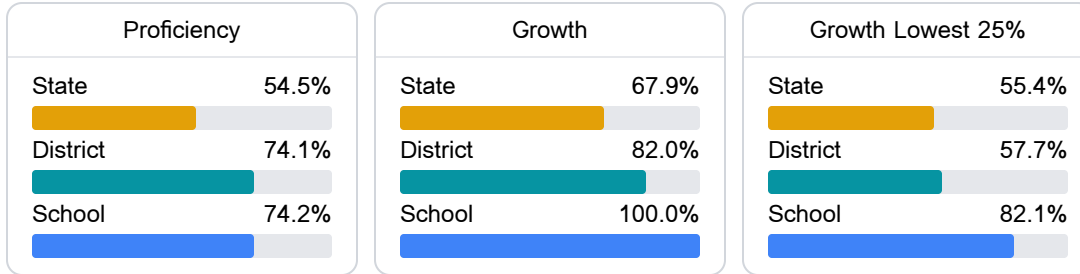 Proficiency
State 54.5%
District 74.1%
School 74.2%
Growth
State 67.9%
District 82.0%
School 100.0%
Growth Lowest 25%
State 55.4%
District 57.7%
School 82.1%